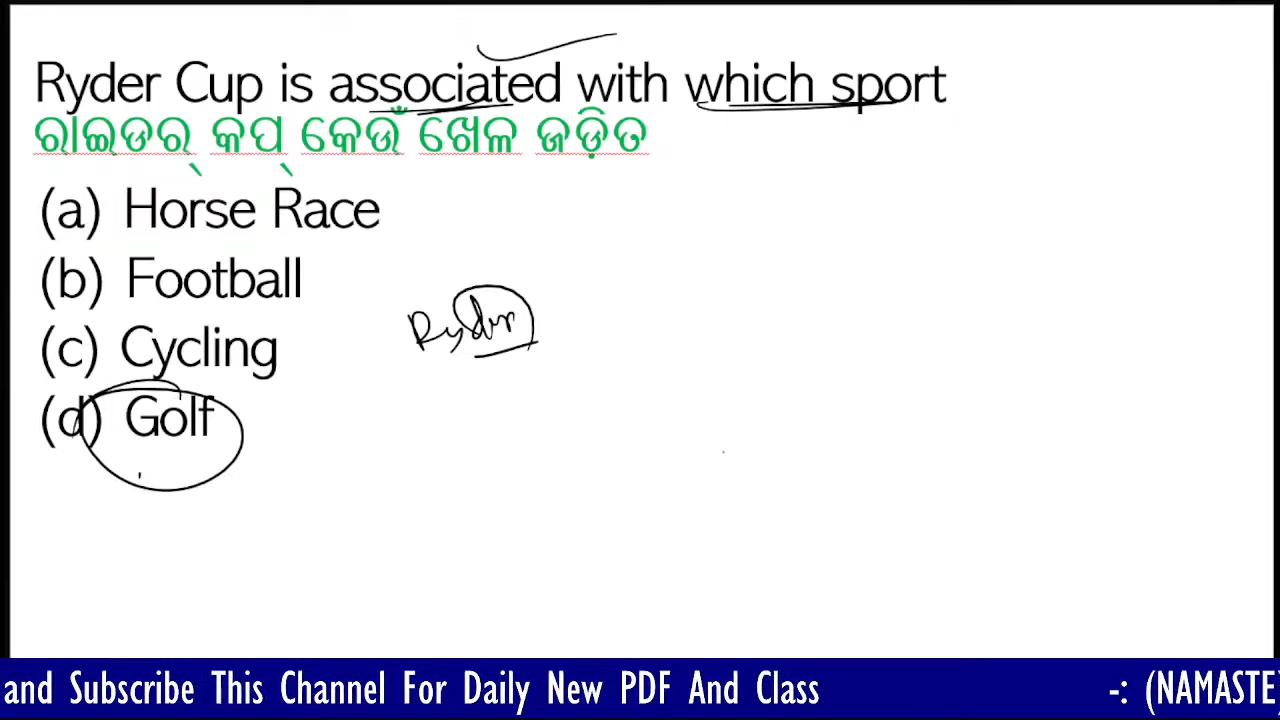 Ryder Cup is associated with which sport
ରାଇଡର୍ କପ୍ କେଉଁ ଖେଳ ଜଡ଼ିତ
(a) Horse Race
(b) Football
Ryder
(c) Cycling
(d) Golf
and Subscribe This Channel For Daily New PDF And Class -: (NAMASTE)